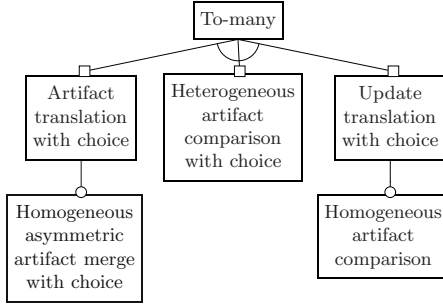 To-many
Artifact
translation
with choice
Heterogeneous
artifact
comparison
with choice
Update
translation
with choice
Homogeneous
asymmetric
artifact merge
with choice
Homogeneous
artifact
comparison